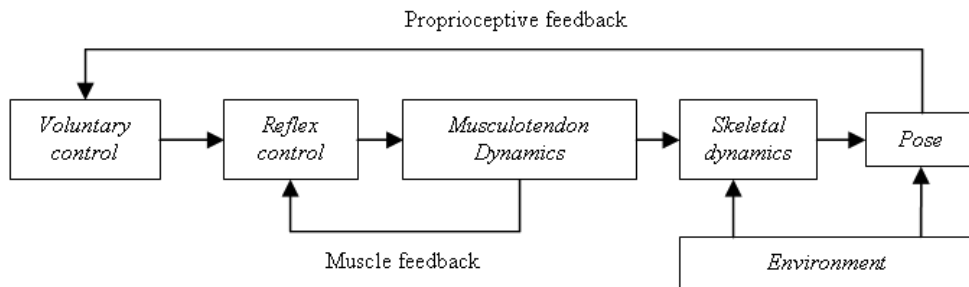 Proprioceptive feedback
Voluntary
control
Reflex
control
Musculotendon
Dynamics
Skeletal
dynamics
Pose
Muscle feedback
Environment